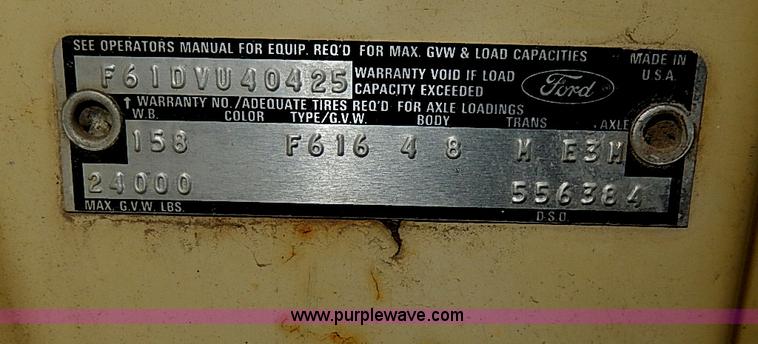 SEE OPERATORS MANUAL FOR EQUIP. REQ'D FOR MAX. GVW & LOAD CAPACITIES
MADE IN U.S.A.
F61DVU40425
WARRANTY VOID IF LOAD CAPACITY EXCEEDED
Ford
↑ WARRANTY NO./ADEQUATE TIRES REQ'D FOR AXLE LOADINGS
W.B. COLOR TYPE/G.V.W. BODY TRANS AXLE
158 F616 48 M E3M
24000 556384
MAX. G.V.W. LBS. D.S.O.
www.purplewave.com